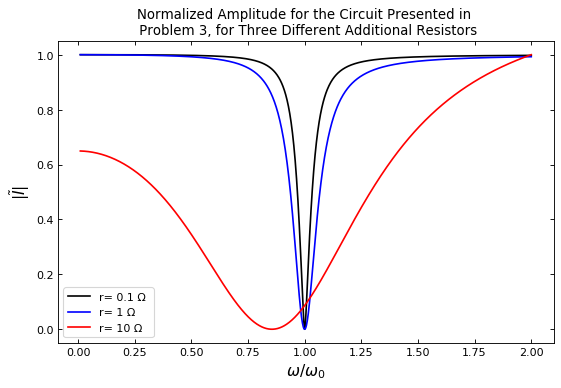 Normalized Amplitude for the Circuit Presented in
Problem 3, for Three Different Additional Resistors
1.0
0.8
0.6
0.4
0.2
0.0
|Ĩ|
r= 0.1 Ω
r= 1 Ω
r= 10 Ω
0.00 0.25 0.50 0.75 1.00 1.25 1.50 1.75 2.00
ω/ω₀